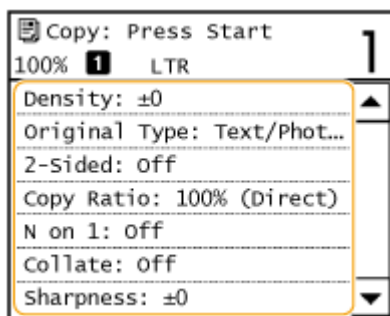 Copy: Press Start
100% 1 LTR
1
Density: ±0
Original Type: Text/Phot...
2-Sided: Off
Copy Ratio: 100% (Direct)
N on 1: Off
Collate: Off
Sharpness: ±0